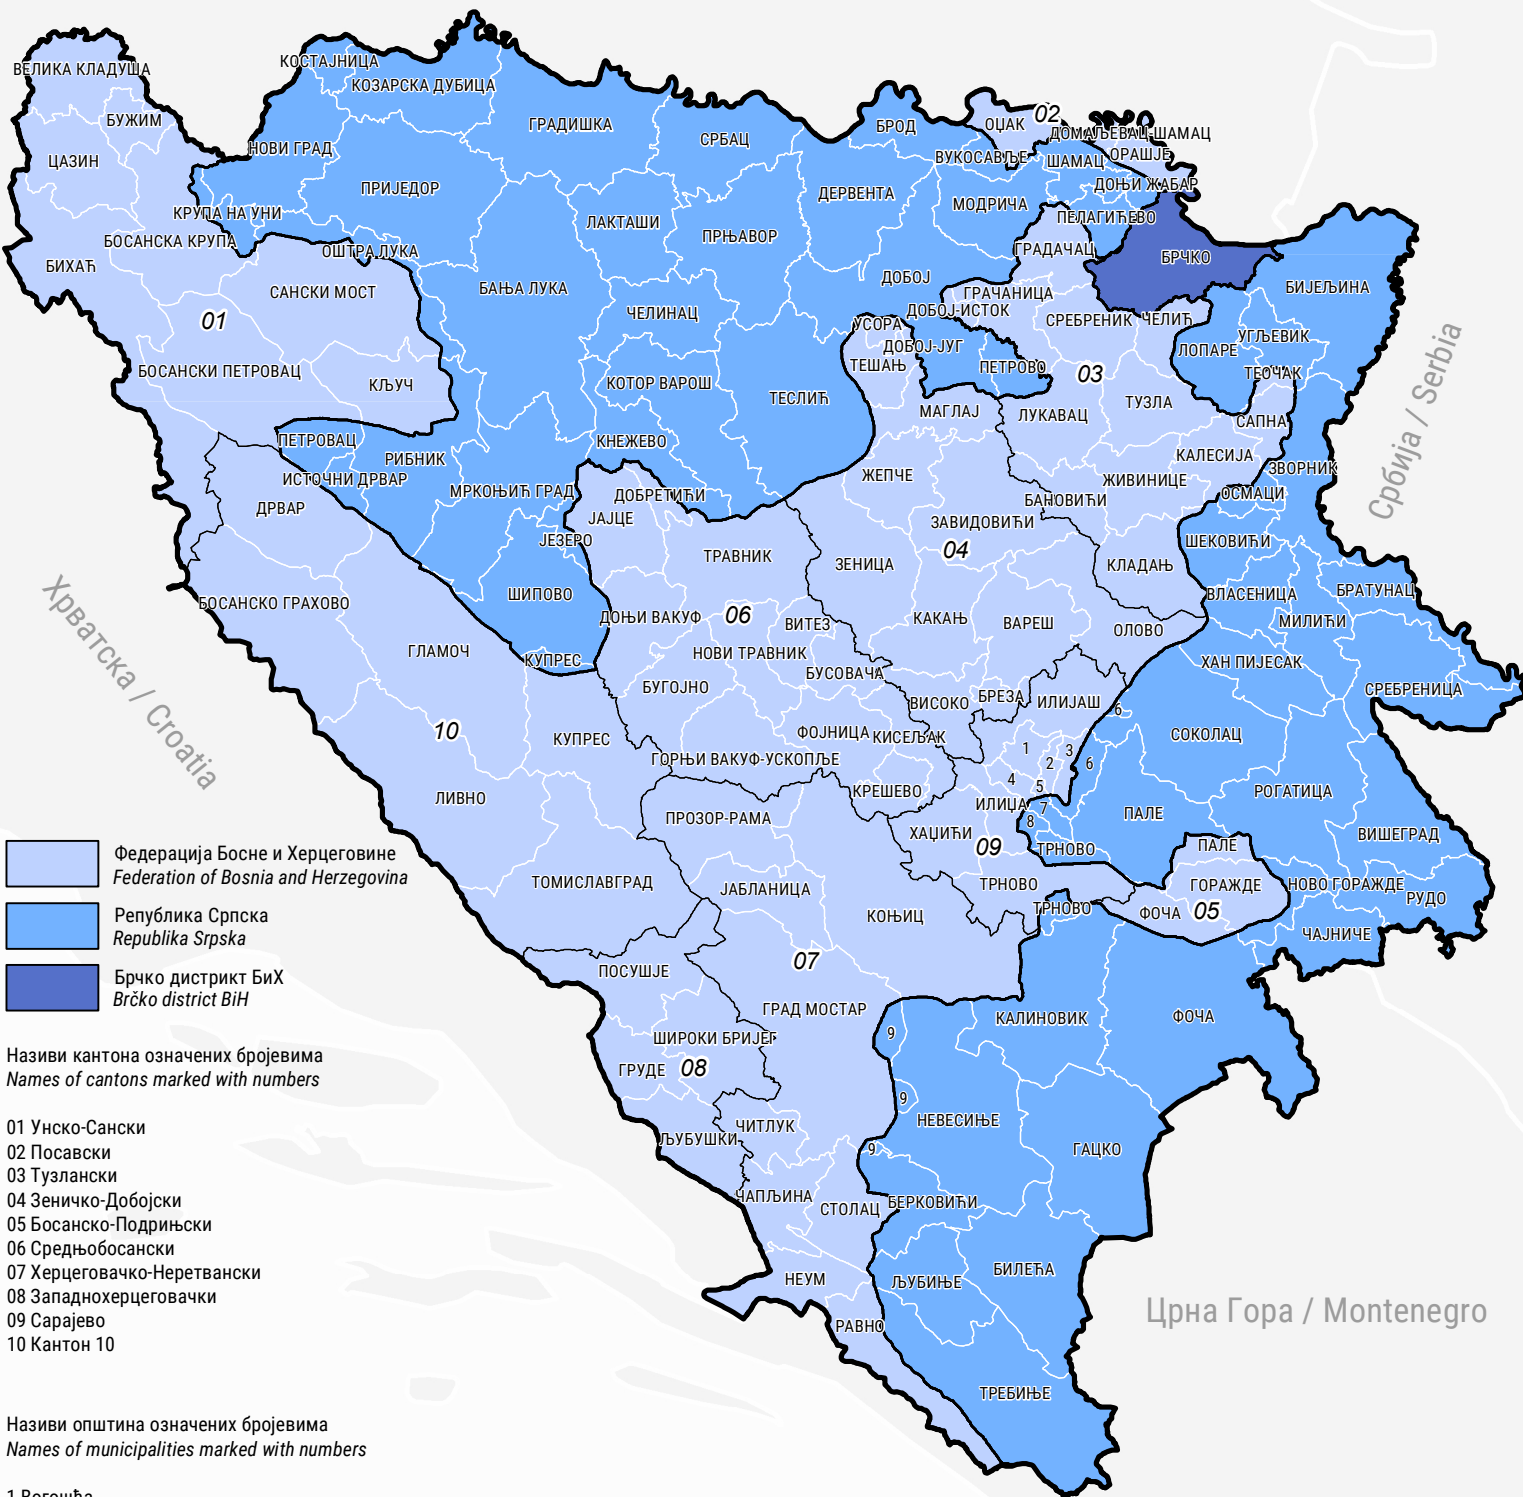 ВЕЛИКА КЛАДУША
КОСТАЈНИЦА
КОЗАРСКА ДУБИЦА
БУЖИМ
ГРАДИШКА
СРБАЦ
БРОД
ОЏАК
02
ДОМАЉЕВАЦ-ШАМАЦ
ЦАЗИН
НОВИ ГРАД
ВУКОСАВЉЕ
ШАМАЦ
ОРАШЈЕ
ПРИЈЕДОР
ДЕРВЕНТА
ДОЊИ ЖАБАР
МОДРИЧА
КРУПА НА УНИ
ЛАКТАШИ
ПЕЛАГИЋЕВО
БОСАНСКА КРУПА
ОШТРА ЛУКА
ПРЊАВОР
ГРАДАЧАЦ
БРЧКО
БИХАЋ
САНСКИ МОСТ
БАЊА ЛУКА
ДОБОЈ
ГРАЧАНИЦА
БИЈЕЉИНА
01
ЧЕЛИНАЦ
УСОРА
ДОБОЈ-ИСТОК
СРЕБРЕНИК
ЧЕЛИЋ
ДОБОЈ-ЈУГ
УГЉЕВИК
ЛОПАРЕ
БОСАНСКИ ПЕТРОВАЦ
КЉУЧ
КОТОР ВАРОШ
ТЕШАЊ
ПЕТРОВО
03
ТЕОЧАК
ТЕСЛИЋ
МАГЛАЈ
ЛУКАВАЦ
ТУЗЛА
САПНА
Србија / Serbia
ПЕТРОВАЦ
РИБНИК
КНЕЖЕВО
ЖЕПЧЕ
КАЛЕСИЈА
ЗВОРНИК
ИСТОЧНИ ДРВАР
МРКОЊИЋ ГРАД
ДОБРЕТИЋИ
ЖИВИНИЦЕ
ОСМАЦИ
ДРВАР
ЈАЈЦЕ
БАНОВИЋИ
ЗАВИДОВИЋИ
ЈЕЗЕРО
ТРАВНИК
ЗЕНИЦА
04
КЛАДАЊ
ШЕКОВИЋИ
БОСАНСКО ГРАХОВО
ШИПОВО
ВЛАСЕНИЦА
БРАТУНАЦ
ДОЊИ ВАКУФ
06
ВИТЕЗ
КАКАЊ
ВАРЕШ
ОЛОВО
МИЛИЋИ
ГЛАМОЧ
КУПРЕС
НОВИ ТРАВНИК
БУСОВАЧА
ХАН ПИЈЕСАК
БУГОЈНО
ВИСОКО
БРЕЗА
ИЛИЈАШ
6
СРЕБРЕНИЦА
Хрватска / Croatia
10
КУПРЕС
ФОЈНИЦА
КИСЕЉАК
СОКОЛАЦ
ГОРЊИ ВАКУФ-УСКОПЉЕ
1
3
2
6
4
5
КРЕШЕВО
РОГАТИЦА
ЛИВНО
ПРОЗОР-РАМА
ИЛИЏА
7
8
ПАЛЕ
ХАЏИЋИ
09
ТРНОВО
ПАЛЕ
ВИШЕГРАД
ТОМИСЛАВГРАД
ЈАБЛАНИЦА
ТРНОВО
ГОРАЖДЕ
НОВО ГОРАЖДЕ
РУДО
КОЊИЦ
ТРНОВО
ФОЧА
05
ЧАЈНИЧЕ
ПОСУШЈЕ
07
ГРАД МОСТАР
КАЛИНОВИК
ФОЧА
ШИРОКИ БРИЈЕГ
9
ГРУДЕ
08
9
НЕВЕСИЊЕ
ЉУБУШКИ
ЧИТЛУК
9
ГАЦКО
ЧАПЉИНА
СТОЛАЦ
БЕРКОВИЋИ
НЕУМ
ЉУБИЊЕ
БИЛЕЋА
РАВНО
Црна Гора / Montenegro
ТРЕБИЊЕ
Федерација Босне и Херцеговине
Federation of Bosnia and Herzegovina
Република Српска
Republika Srpska
Брчко дистрикт БиХ
Brčko district BiH
Називи кантона означених бројевима
Names of cantons marked with numbers
01 Унско-Сански
02 Посавски
03 Тузлански
04 Зеничко-Добојски
05 Босанско-Подрињски
06 Средњобосански
07 Херцеговачко-Неретвански
08 Западнохерцеговачки
09 Сарајево
10 Кантон 10
Називи општина означених бројевима
Names of municipalities marked with numbers